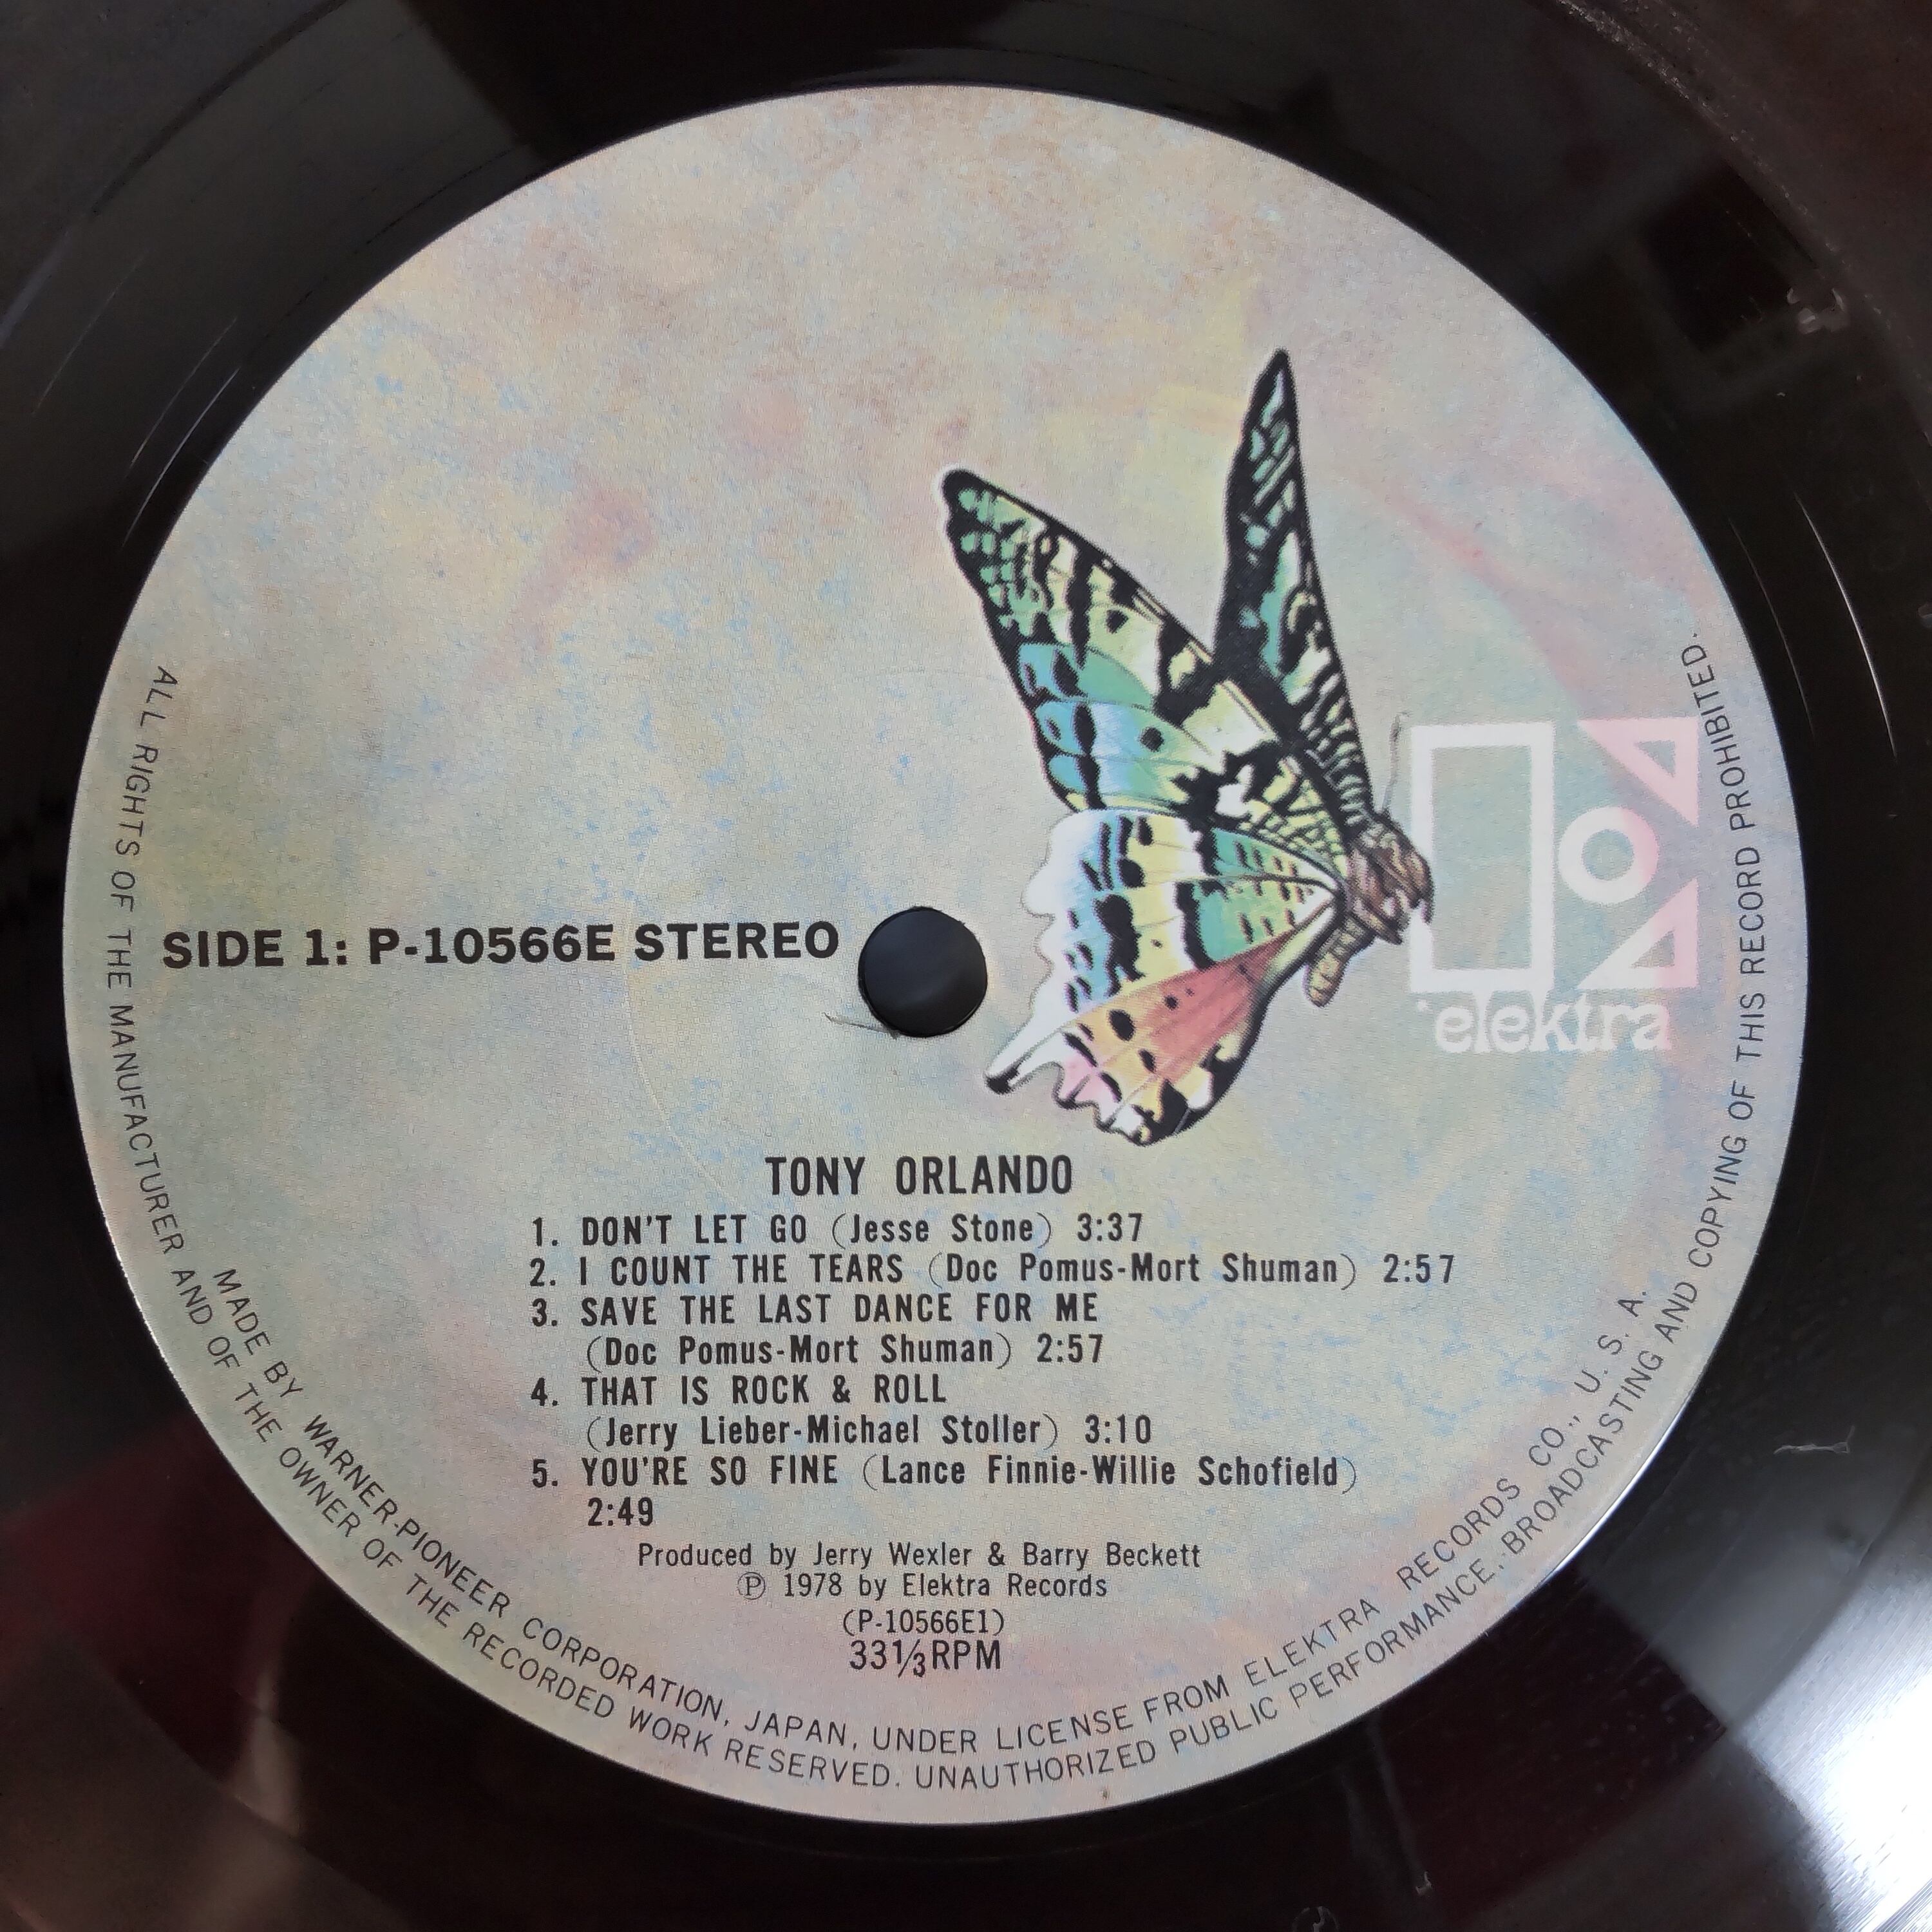 elektra
SIDE 1: P-10566E STEREO
TONY ORLANDO
1. DON'T LET GO (Jesse Stone) 3:37
2. I COUNT THE TEARS (Doc Pomus-Mort Shuman) 2:57
3. SAVE THE LAST DANCE FOR ME
(Doc Pomus-Mort Shuman) 2:57
4. THAT IS ROCK & ROLL
(Jerry Lieber-Michael Stoller) 3:10
5. YOU'RE SO FINE (Lance Finnie-Willie Schofield)
2:49
Produced by Jerry Wexler & Barry Beckett
Ⓟ 1978 by Elektra Records
(P-10566E1)
33⅓RPM
MADE BY WARNER-PIONEER CORPORATION, JAPAN, UNDER LICENSE FROM ELEKTRA RECORDS CO., U. S. A.
ALL RIGHTS OF THE MANUFACTURER AND OF THE OWNER OF THE RECORDED WORK RESERVED. UNAUTHORIZED PUBLIC PERFORMANCE, BROADCASTING AND COPYING OF THIS RECORD PROHIBITED.